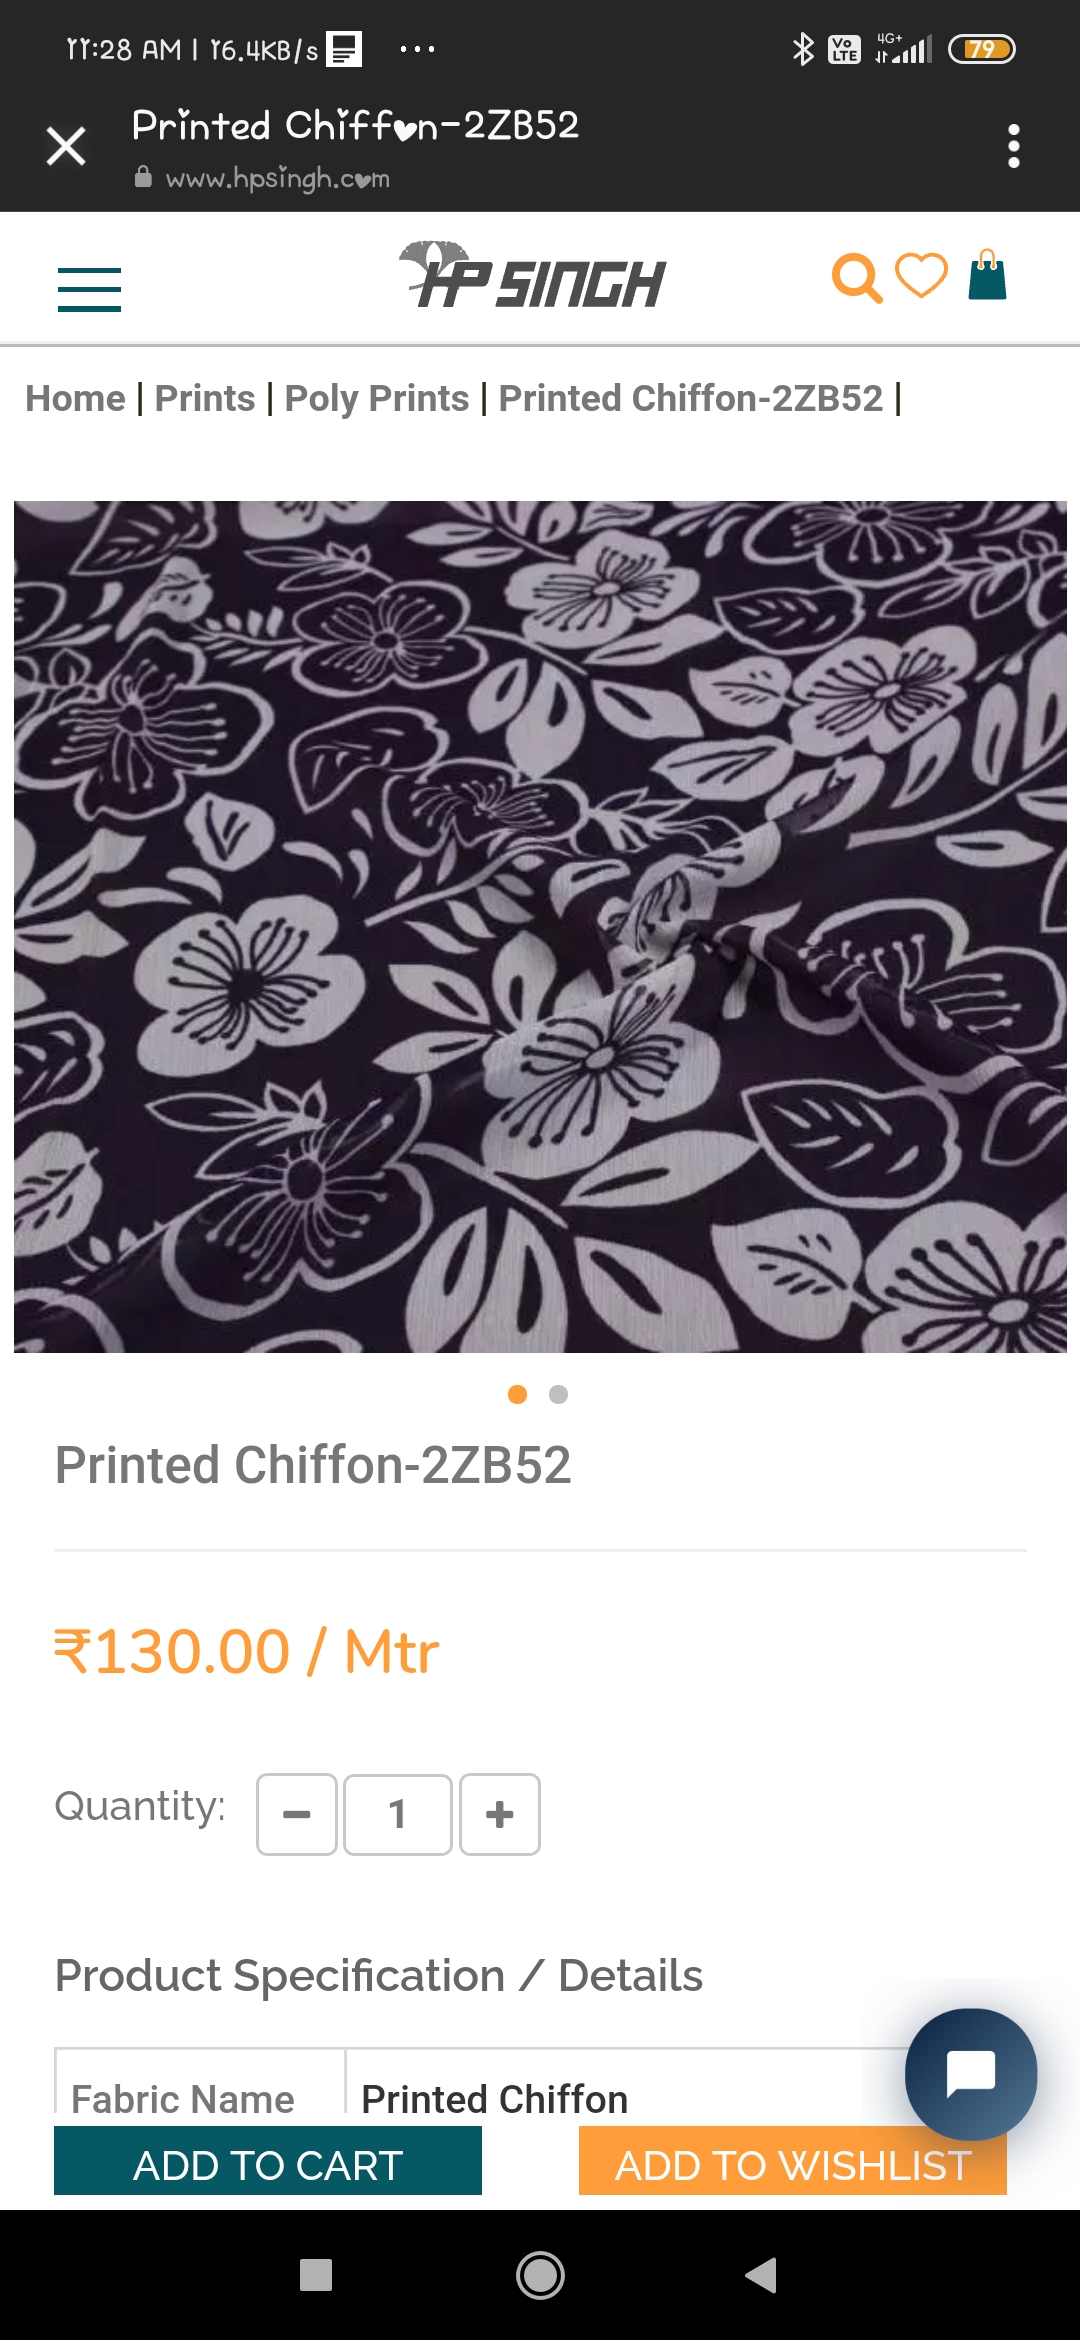 11:28 AM | 16.4KB/s ...
Vo LTE 4G+ 79
Printed Chiffon-2ZB52
www.hpsingh.com
HP SINGH
Home | Prints | Poly Prints | Printed Chiffon-2ZB52 |
Printed Chiffon-2ZB52
₹130.00 / Mtr
Quantity: − 1 +
Product Specification / Details
Fabric Name Printed Chiffon
ADD TO CART ADD TO WISHLIST